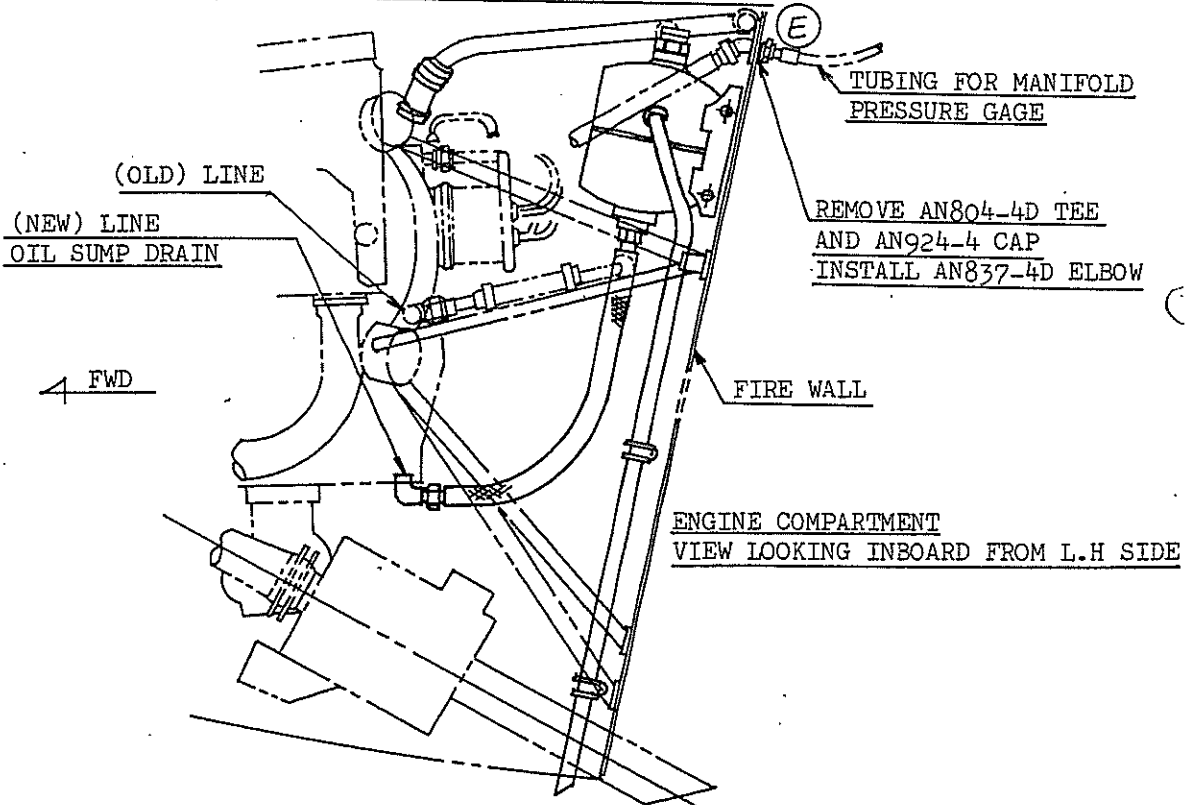 E
TUBING FOR MANIFOLD
PRESSURE GAGE
(OLD) LINE
(NEW) LINE
OIL SUMP DRAIN
REMOVE AN804-4D TEE
AND AN924-4 CAP
INSTALL AN837-4D ELBOW
FWD
FIRE WALL
ENGINE COMPARTMENT
VIEW LOOKING INBOARD FROM L.H SIDE